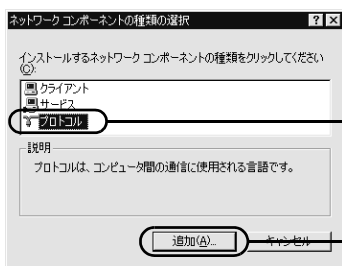 ネットワーク コンポーネントの種類の選択
インストールするネットワーク コンポーネントの種類をクリックしてください
(C):
クライアント
サービス
プロトコル
説明
プロトコルは、コンピュータ間の通信に使用される言語です。
追加(A)...
キャンセル